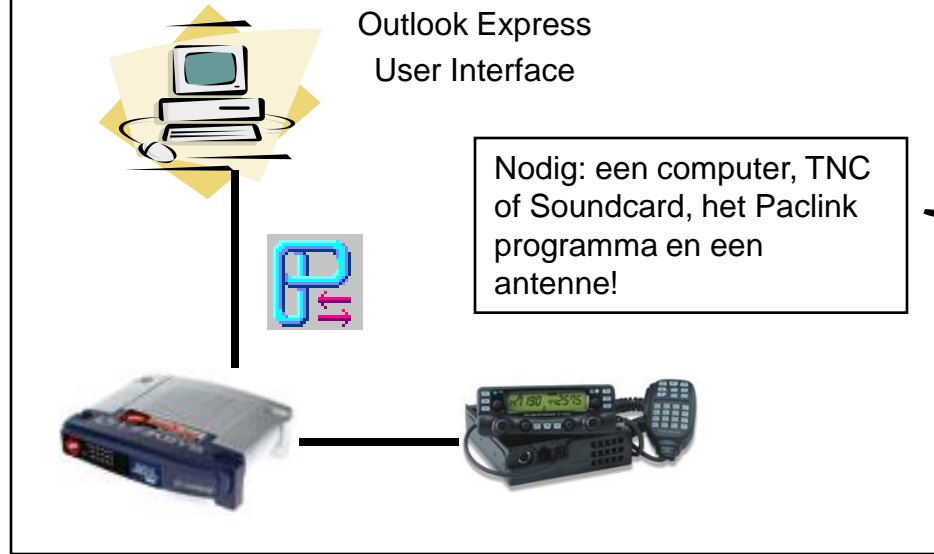 Outlook Express
User Interface
Nodig: een computer, TNC
of Soundcard, het Paclink
programma en een
antenne!